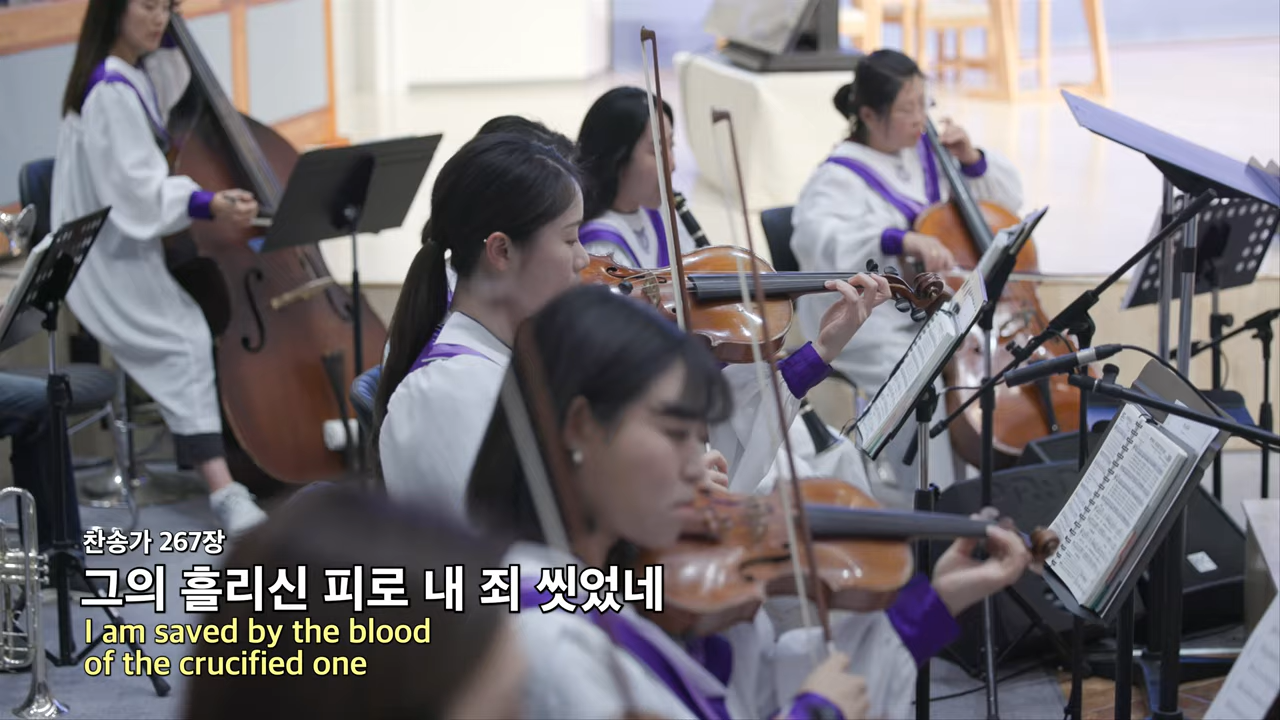 찬송가 267장
그의 흘리신 피로 내 죄 씻었네
I am saved by the blood
of the crucified one